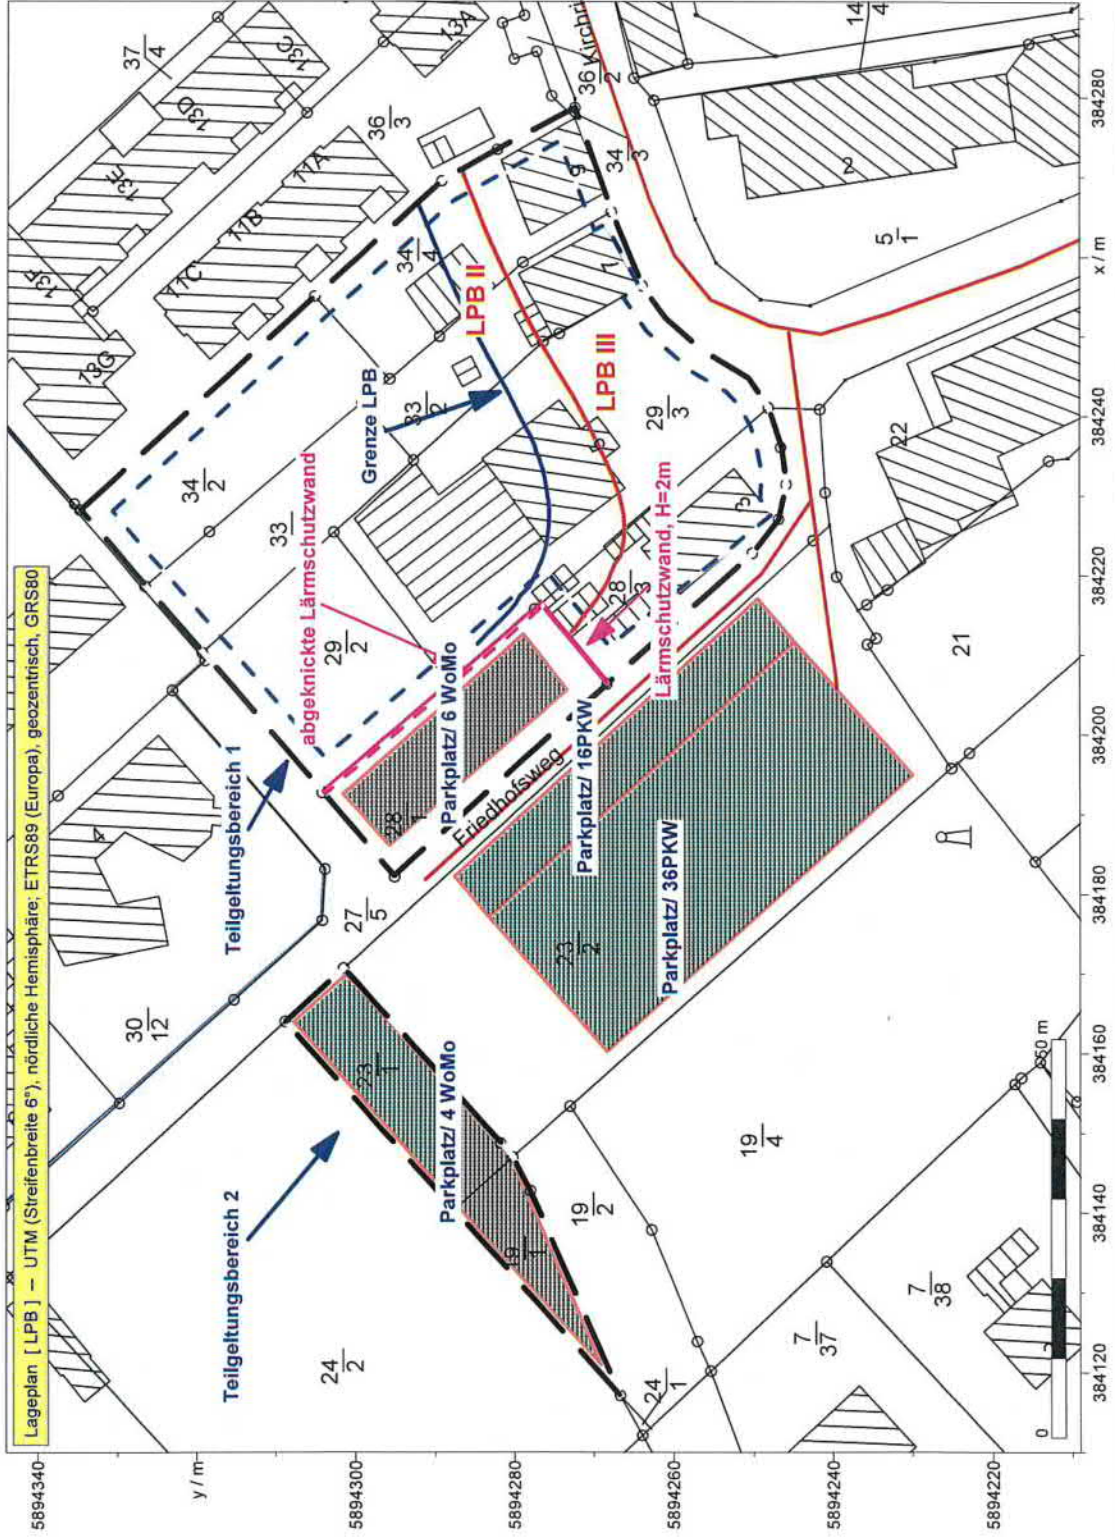 Lageplan [ LPB ] – UTM (Streifenbreite 6°), nördliche Hemisphäre; ETRS89 (Europa), geozentrisch, GRS80
37/4
13C
13A
13D
13E
13F
13G
11A
11B
11C
36/3
36/2
Kirchri
14/4
34/3
34/4
9
7
2
5/1
LPB II
LPB III
Grenze LPB
33/2
29/3
22
34/2
33
3
28/3
abgeknickte Lärmschutzwand
29/2
Lärmschutzwand, H=2m
Parkplatz/ 6 WoMo
28/1
Friedhofsweg
Parkplatz/ 16PKW
Parkplatz/ 36PKW
23/2
21
Teilgeltungsbereich 1
4
27/5
30/12
23/1
Parkplatz/ 4 WoMo
19/1
19/2
19/4
Teilgeltungsbereich 2
24/2
24/1
7/37
7/38
0
50 m
5894340
y / m
5894300
5894280
5894260
5894240
5894220
384120
384140
384160
384180
384200
384220
384240
x / m
384280